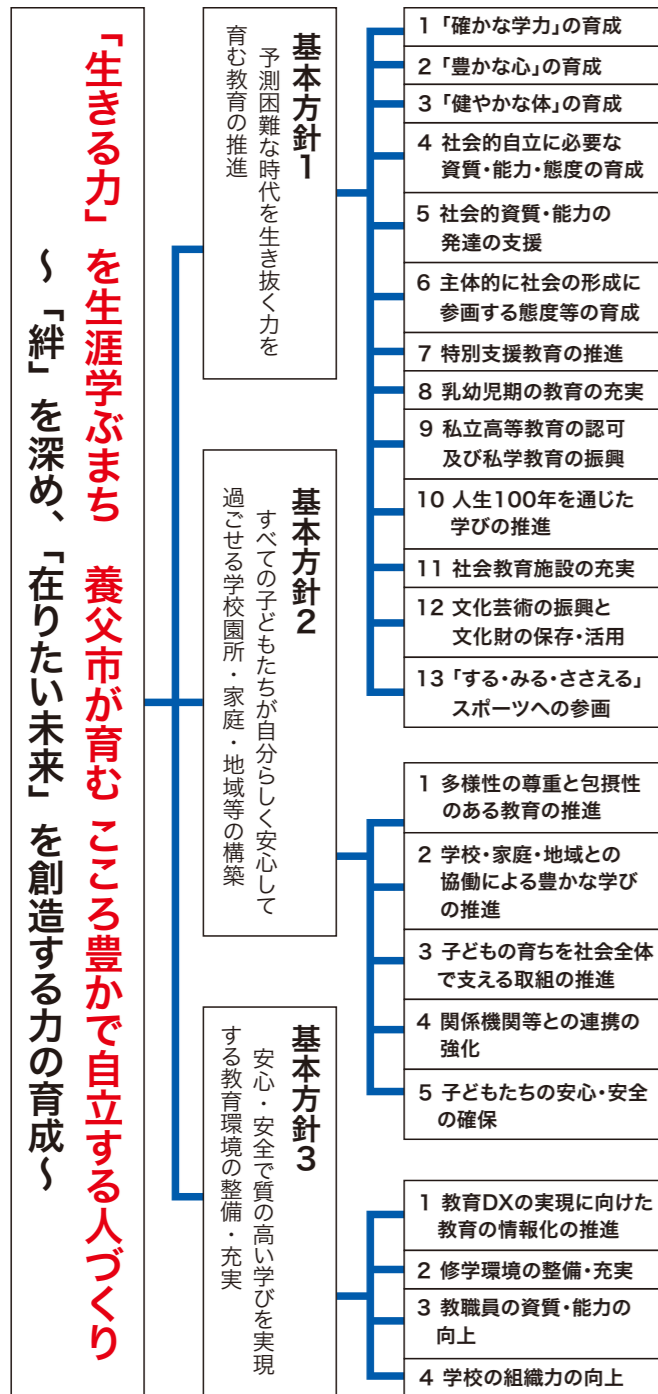 「生きる力」を生涯学ぶまち　養父市が育む こころ豊かで自立する人づくり
～「絆」を深め、「在りたい未来」を創造する力の育成～
基本方針1
予測困難な時代を生き抜く力を
育む教育の推進
1 「確かな学力」の育成
2 「豊かな心」の育成
3 「健やかな体」の育成
4 社会的自立に必要な
資質・能力・態度の育成
5 社会的資質・能力の
発達の支援
6 主体的に社会の形成に
参画する態度等の育成
7 特別支援教育の推進
8 乳幼児期の教育の充実
9 私立高等教育の認可
及び私学教育の振興
10 人生100年を通じた
学びの推進
11 社会教育施設の充実
12 文化芸術の振興と
文化財の保存・活用
13 「する・みる・ささえる」
スポーツへの参画
基本方針2
すべての子どもたちが自分らしく安心して
過ごせる学校園所・家庭・地域等の構築
1 多様性の尊重と包摂性
のある教育の推進
2 学校・家庭・地域との
協働による豊かな学び
の推進
3 子どもの育ちを社会全体
で支える取組の推進
4 関係機関等との連携の
強化
5 子どもたちの安心・安全
の確保
基本方針3
安心・安全で質の高い学びを実現
する教育環境の整備・充実
1 教育DXの実現に向けた
教育の情報化の推進
2 修学環境の整備・充実
3 教職員の資質・能力の
向上
4 学校の組織力の向上